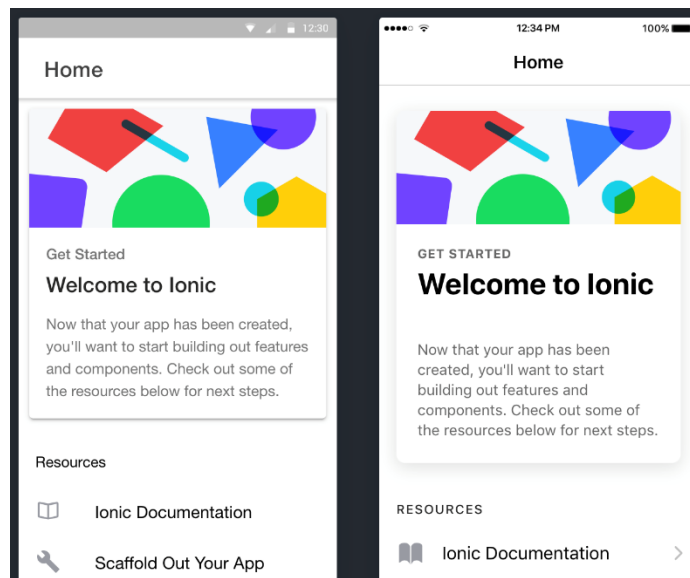 12:30
Home
Get Started
Welcome to Ionic
Now that your app has been created,
you'll want to start building out features
and components. Check out some of
the resources below for next steps.
Resources
Ionic Documentation
Scaffold Out Your App
12:34 PM
100%
Home
GET STARTED
Welcome to Ionic
Now that your app has been
created, you'll want to start
building out features and
components. Check out some of
the resources below for next steps.
RESOURCES
Ionic Documentation